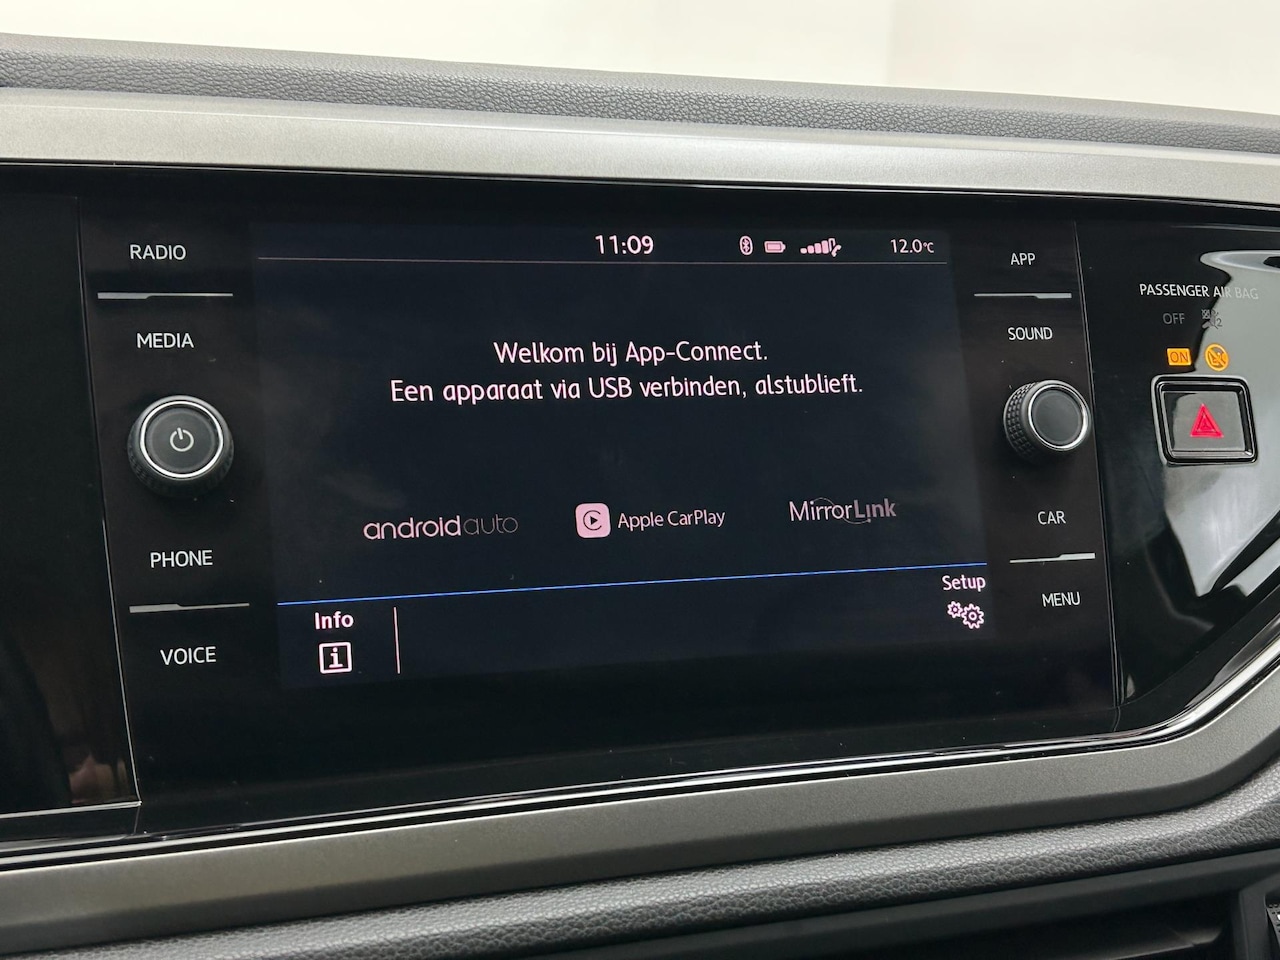 RADIO
MEDIA
PHONE
VOICE
11:09
12.0°C
Welkom bij App-Connect.
Een apparaat via USB verbinden, alstublieft.
androidauto
Apple CarPlay
MirrorLink
Info
i
Setup
APP
SOUND
CAR
MENU
PASSENGER AIR BAG
OFF
ON